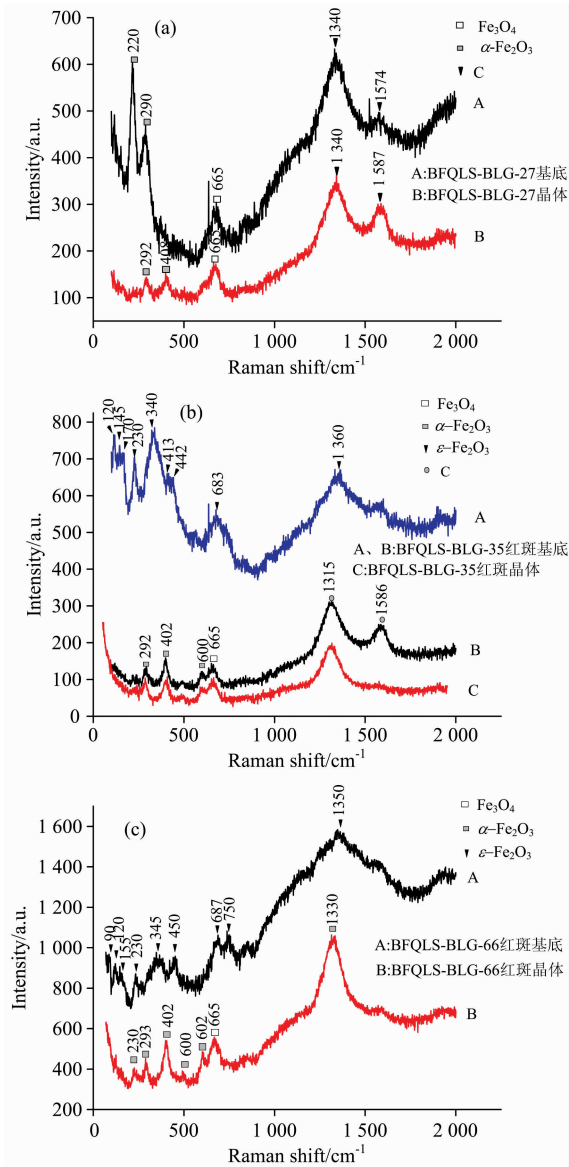 (a)
□ Fe₃O₄
■ α-Fe₂O₃
▼ C
220
290
665
1340
1574
A
292
408
665
1 340
1 587
B
A:BFQLS-BLG-27基底
B:BFQLS-BLG-27晶体
700
600
500
400
300
200
100
Intensity/a.u.
0 500 1 000 1 500 2 000
Raman shift/cm⁻¹
(b)
□ Fe₃O₄
■ α−Fe₂O₃
▼ ε−Fe₂O₃
● C
120
145
170
230
340
413
442
683
1 360
A
A、B:BFQLS-BLG-35红斑基底
C:BFQLS-BLG-35红斑晶体
292
402
600
665
1315
1586
B
C
800
700
600
500
400
300
200
100
0
Intensity/a.u.
0 500 1 000 1 500 2 000
Raman shift/cm⁻¹
(c)
□ Fe₃O₄
■ α−Fe₂O₃
▼ ε−Fe₂O₃
90
120
155
230
345
450
687
750
1350
A
A:BFQLS-BLG-66红斑基底
B:BFQLS-BLG-66红斑晶体
230
293
402
600
602
665
1330
B
1 600
1 400
1 200
1 000
800
600
400
200
Intensity/a.u.
0 500 1 000 1 500 2 000
Raman shift/cm⁻¹